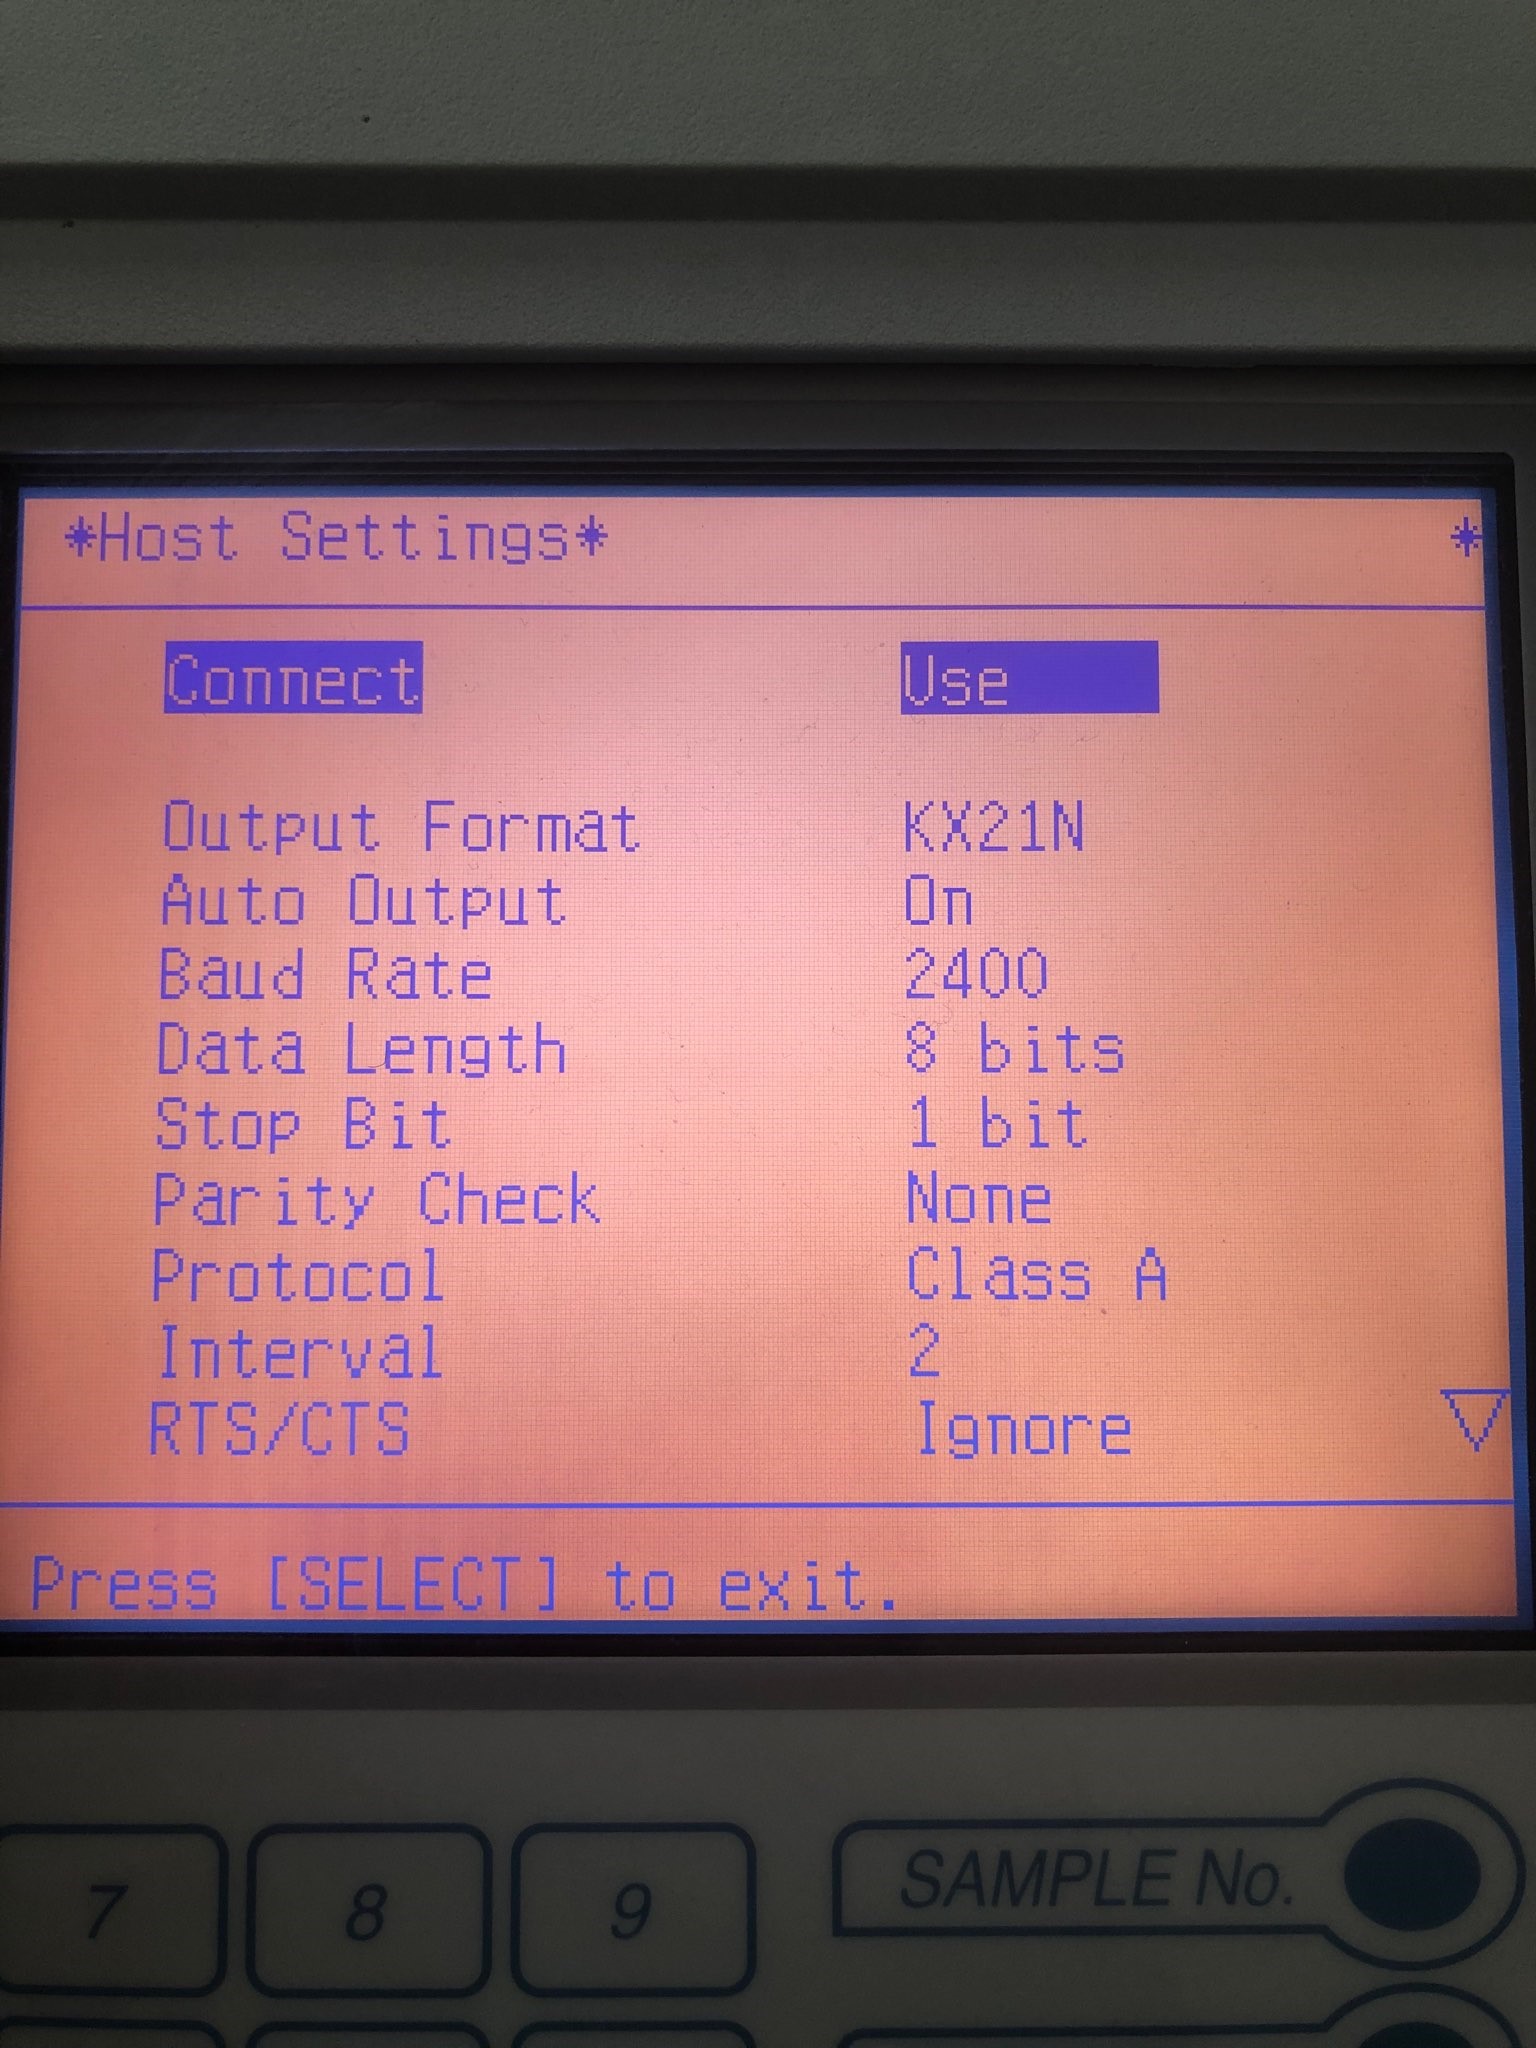 *Host Settings* *
Connect Use
Output Format KX21N
Auto Output On
Baud Rate 2400
Data Length 8 bits
Stop Bit 1 bit
Parity Check None
Protocol Class A
Interval 2
RTS/CTS Ignore
Press [SELECT] to exit.
7 8 9 SAMPLE No.